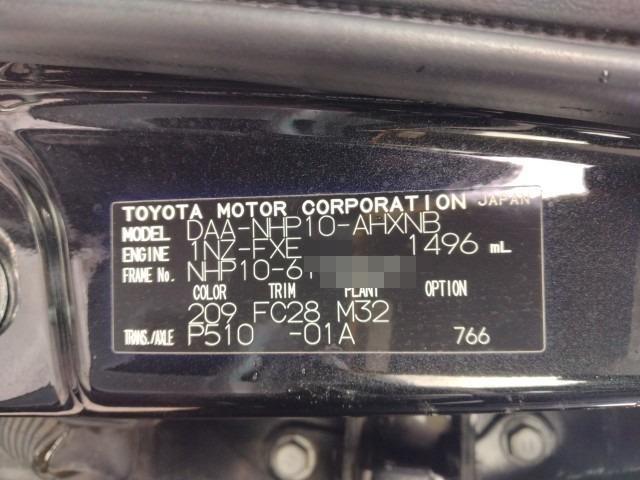 TOYOTA MOTOR CORPORATION JAPAN
MODEL DAA-NHP10-AHXNB
ENGINE 1NZ-FXE 1496 mL
FRAME No. NHP10-6
COLOR TRIM PLANT OPTION
209 FC28 M32
TRANS./AXLE P510 -01A 766